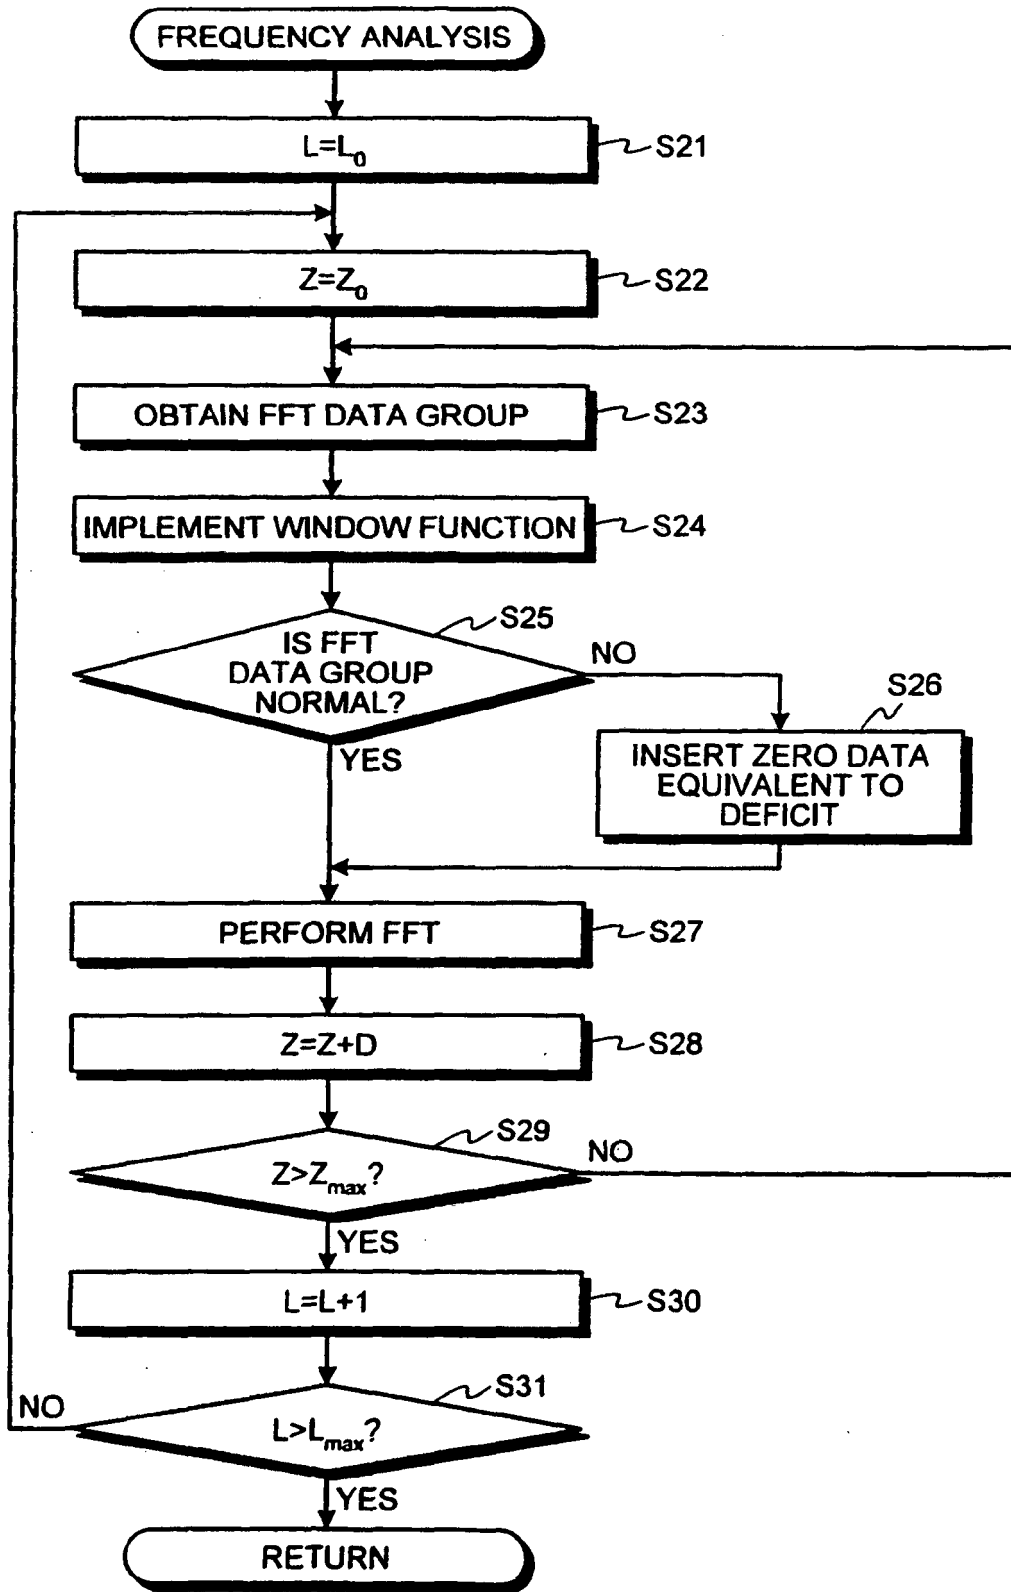 FREQUENCY ANALYSIS
L=L₀
S21
Z=Z₀
S22
OBTAIN FFT DATA GROUP
S23
IMPLEMENT WINDOW FUNCTION
S24
S25
IS FFT
DATA GROUP
NORMAL?
NO
YES
S26
INSERT ZERO DATA
EQUIVALENT TO
DEFICIT
PERFORM FFT
S27
Z=Z+D
S28
S29
Z>Zmax?
NO
YES
L=L+1
S30
S31
NO
L>Lmax?
YES
RETURN